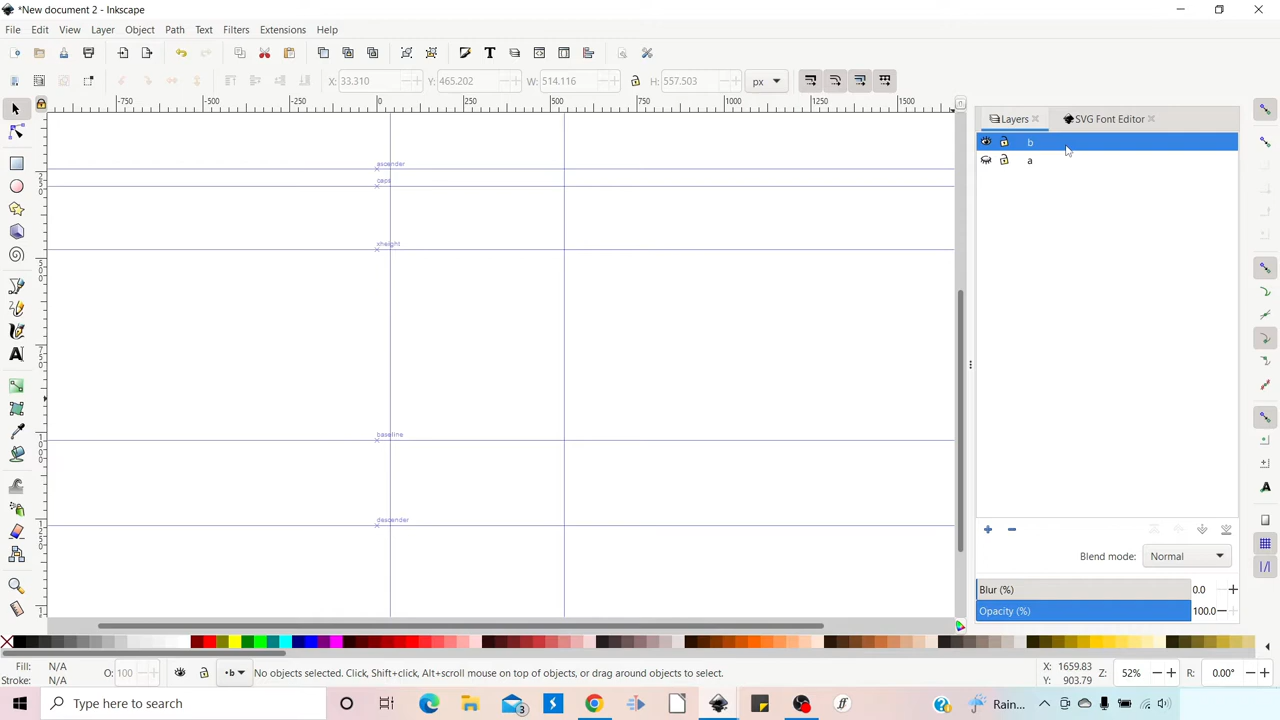 *New document 2 - Inkscape
File Edit View Layer Object Path Text Filters Extensions Help
X: 33.310 Y: 465.202 W: 514.116 H: 557.503 px
-750 -500 -250 0 250 500 750 1000 1250 1500
Layers SVG Font Editor
b
a
ascender
caps
xheight
baseline
descender
Blend mode: Normal
Blur (%) 0.0
Opacity (%) 100.0
Fill: N/A
Stroke: N/A
O: 100
•b
No objects selected. Click, Shift+click, Alt+scroll mouse on top of objects, or drag around objects to select.
X: 1659.83
Y: 903.79
Z: 52%
R: 0.00°
Type here to search
3
Rain...